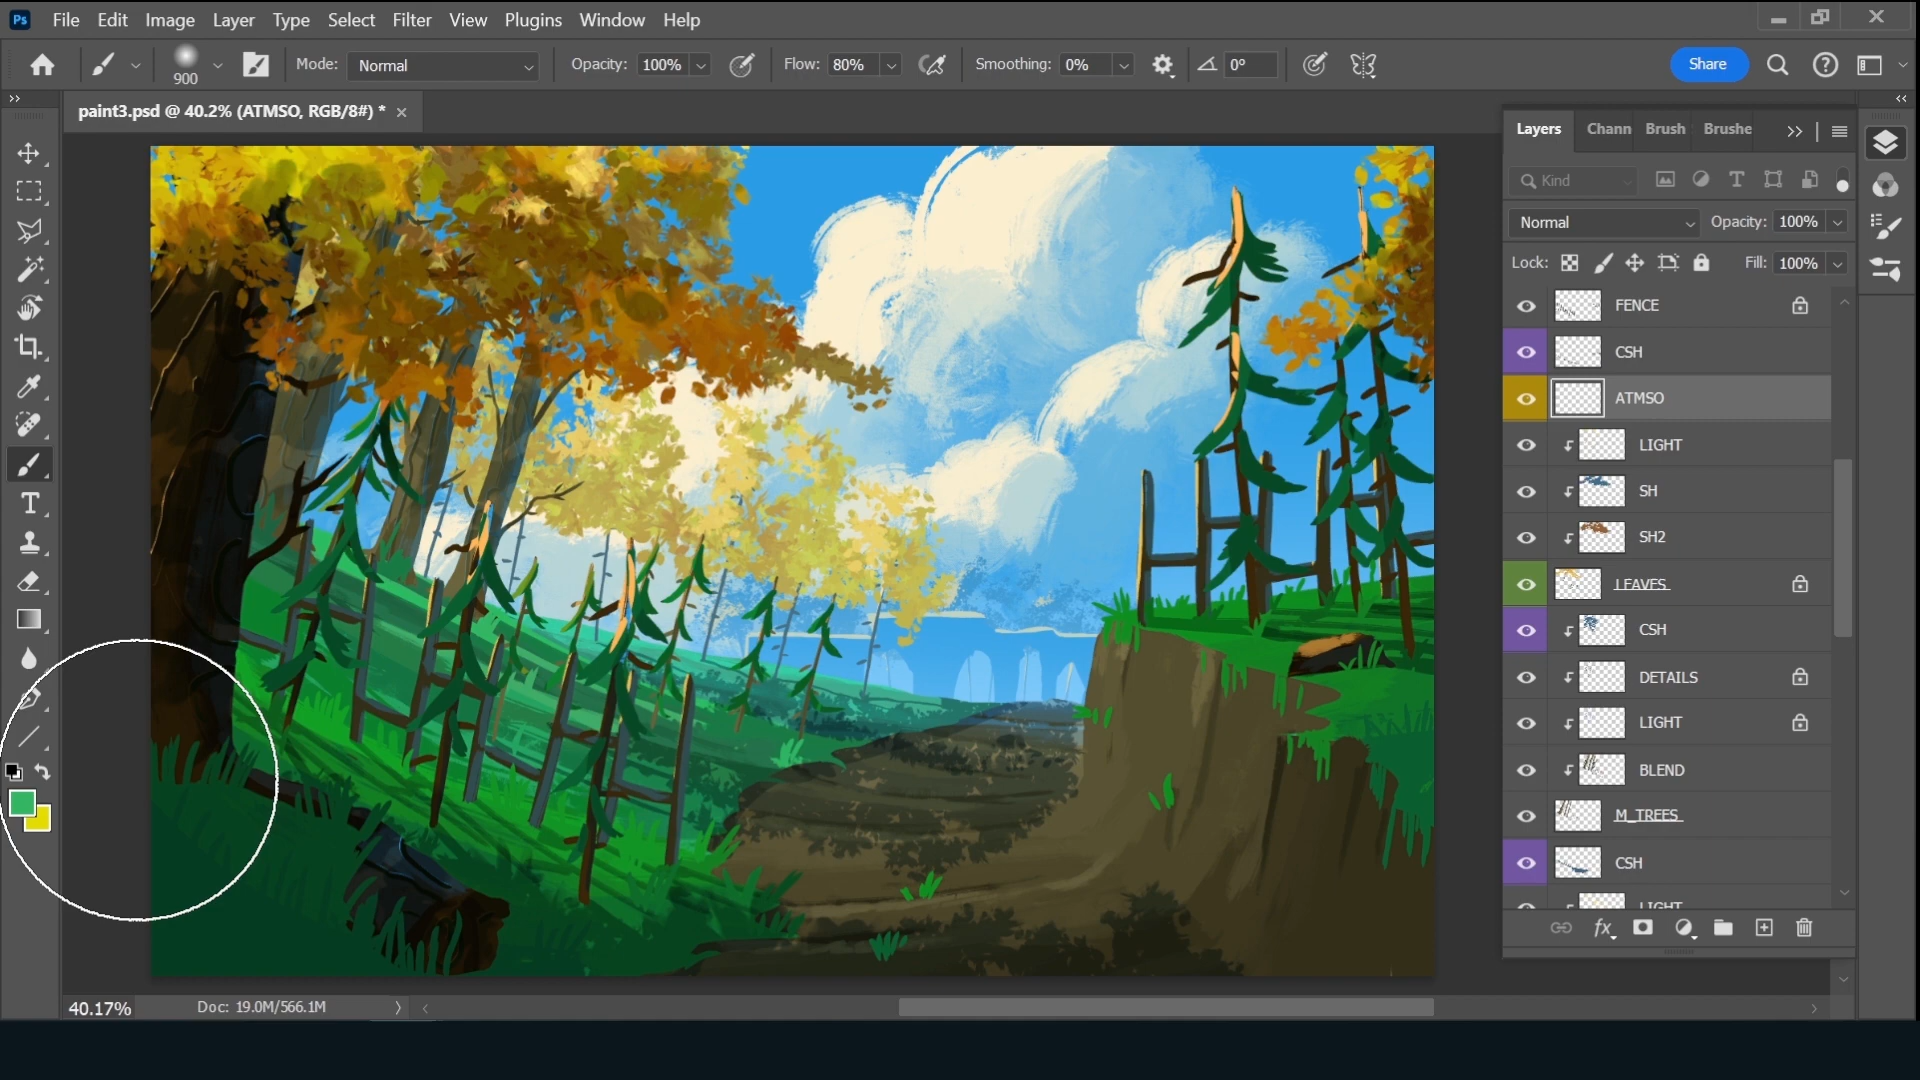 Ps File Edit Image Layer Type Select Filter View Plugins Window Help
900 Mode: Normal Opacity: 100% Flow: 80% Smoothing: 0% 0° Share
paint3.psd @ 40.2% (ATMSO, RGB/8#) *
Layers Chann Brush Brushe
Kind
Normal Opacity: 100%
Lock: Fill: 100%
FENCE
CSH
ATMSO
LIGHT
SH
SH2
LEAVES
CSH
DETAILS
LIGHT
BLEND
M_TREES
CSH
LIGHT
fx
40.17% Doc: 19.0M/566.1M